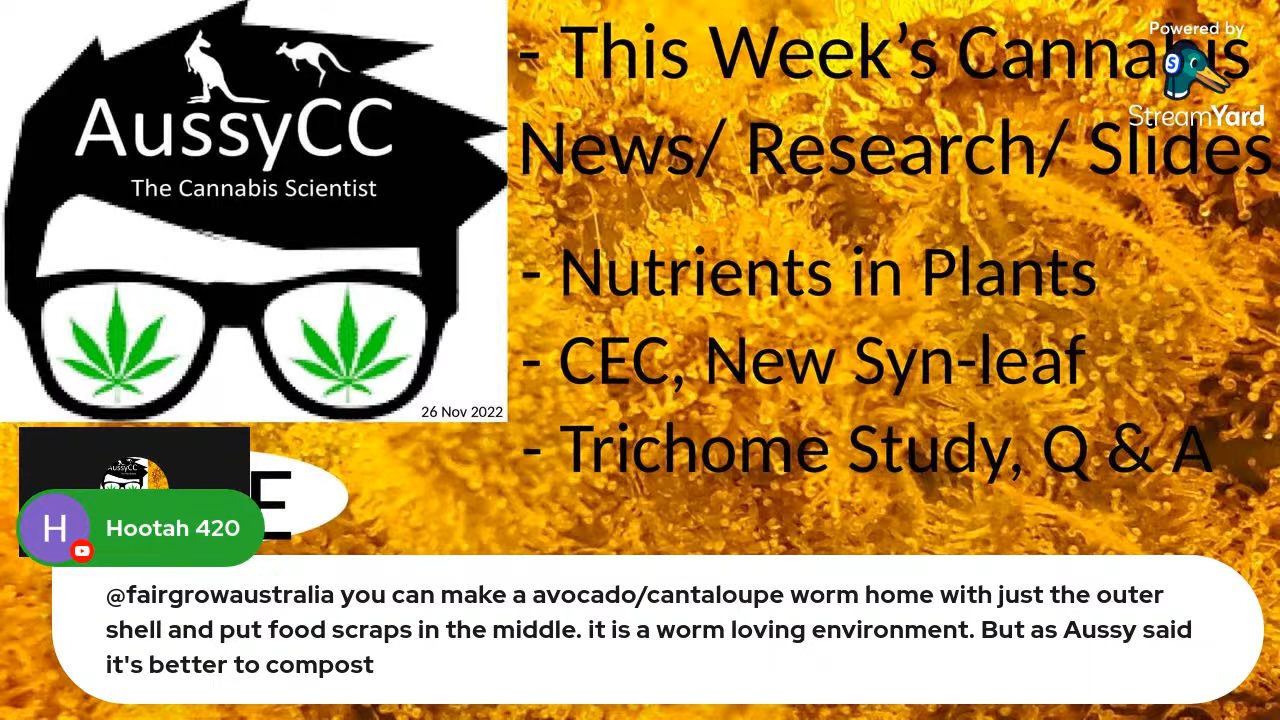 AussyCC
The Cannabis Scientist
26 Nov 2022
- This Week's Cannabis
News/ Research/ Slides
- Nutrients in Plants
- CEC, New Syn-leaf
- Trichome Study, Q & A
Powered by
S
StreamYard
AussyCC
E
H
Hootah 420
@fairgrowaustralia you can make a avocado/cantaloupe worm home with just the outer
shell and put food scraps in the middle. it is a worm loving environment. But as Aussy said
it's better to compost